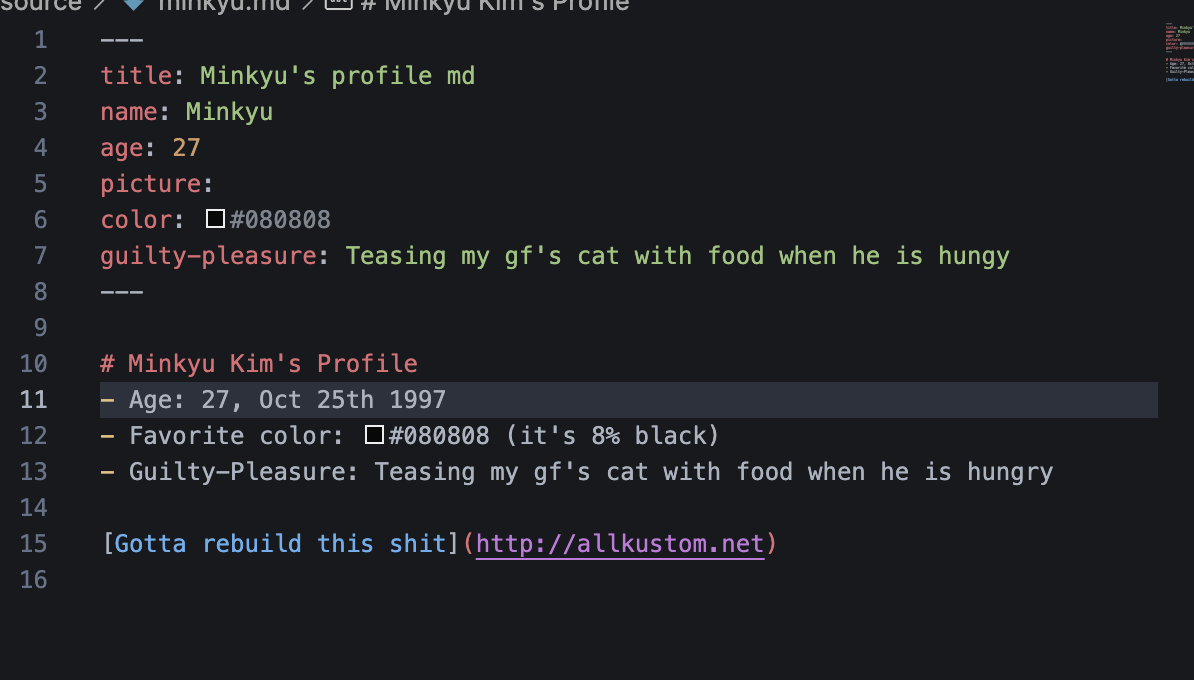 source > minkyu.md > # Minkyu Kim's Profile
1 ---
2 title: Minkyu's profile md
3 name: Minkyu
4 age: 27
5 picture:
6 color: #080808
7 guilty-pleasure: Teasing my gf's cat with food when he is hungy
8 ---
9
10 # Minkyu Kim's Profile
11 - Age: 27, Oct 25th 1997
12 - Favorite color: #080808 (it's 8% black)
13 - Guilty-Pleasure: Teasing my gf's cat with food when he is hungry
14
15 [Gotta rebuild this shit](http://allkustom.net)
16